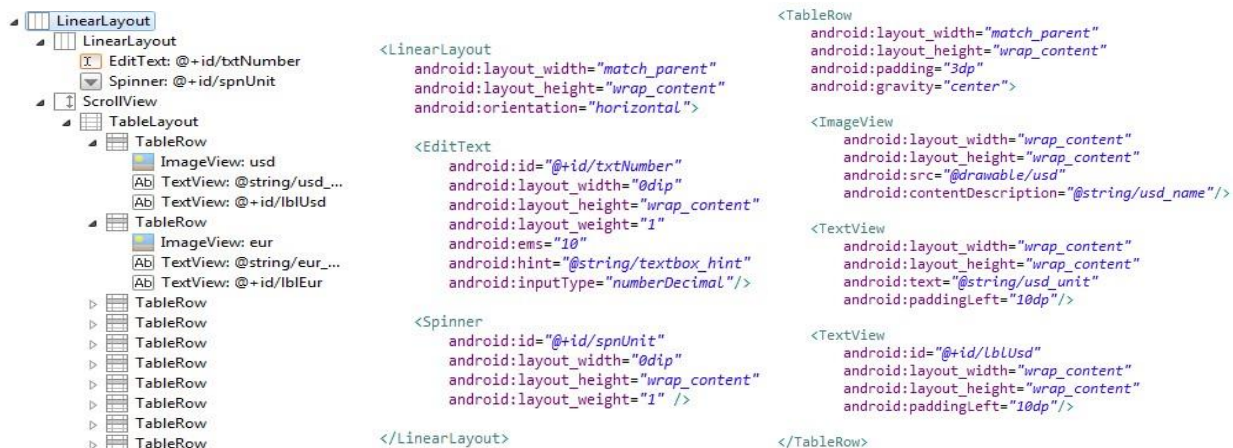 LinearLayout
LinearLayout
EditText: @+id/txtNumber
Spinner: @+id/spnUnit
ScrollView
TableLayout
TableRow
ImageView: usd
TextView: @string/usd_...
TextView: @+id/lblUsd
TableRow
ImageView: eur
TextView: @string/eur_...
TextView: @+id/lblEur
TableRow
TableRow
TableRow
TableRow
TableRow
TableRow
TableRow
TableRow
<LinearLayout
android:layout_width="match_parent"
android:layout_height="wrap_content"
android:orientation="horizontal">
<EditText
android:id="@+id/txtNumber"
android:layout_width="0dip"
android:layout_height="wrap_content"
android:layout_weight="1"
android:ems="10"
android:hint="@string/textbox_hint"
android:inputType="numberDecimal"/>
<Spinner
android:id="@+id/spnUnit"
android:layout_width="0dip"
android:layout_height="wrap_content"
android:layout_weight="1" />
</LinearLayout>
<TableRow
android:layout_width="match_parent"
android:layout_height="wrap_content"
android:padding="3dp"
android:gravity="center">
<ImageView
android:layout_width="wrap_content"
android:layout_height="wrap_content"
android:src="@drawable/usd"
android:contentDescription="@string/usd_name"/>
<TextView
android:layout_width="wrap_content"
android:layout_height="wrap_content"
android:text="@string/usd_unit"
android:paddingLeft="10dp"/>
<TextView
android:id="@+id/lblUsd"
android:layout_width="wrap_content"
android:layout_height="wrap_content"
android:paddingLeft="10dp"/>
</TableRow>